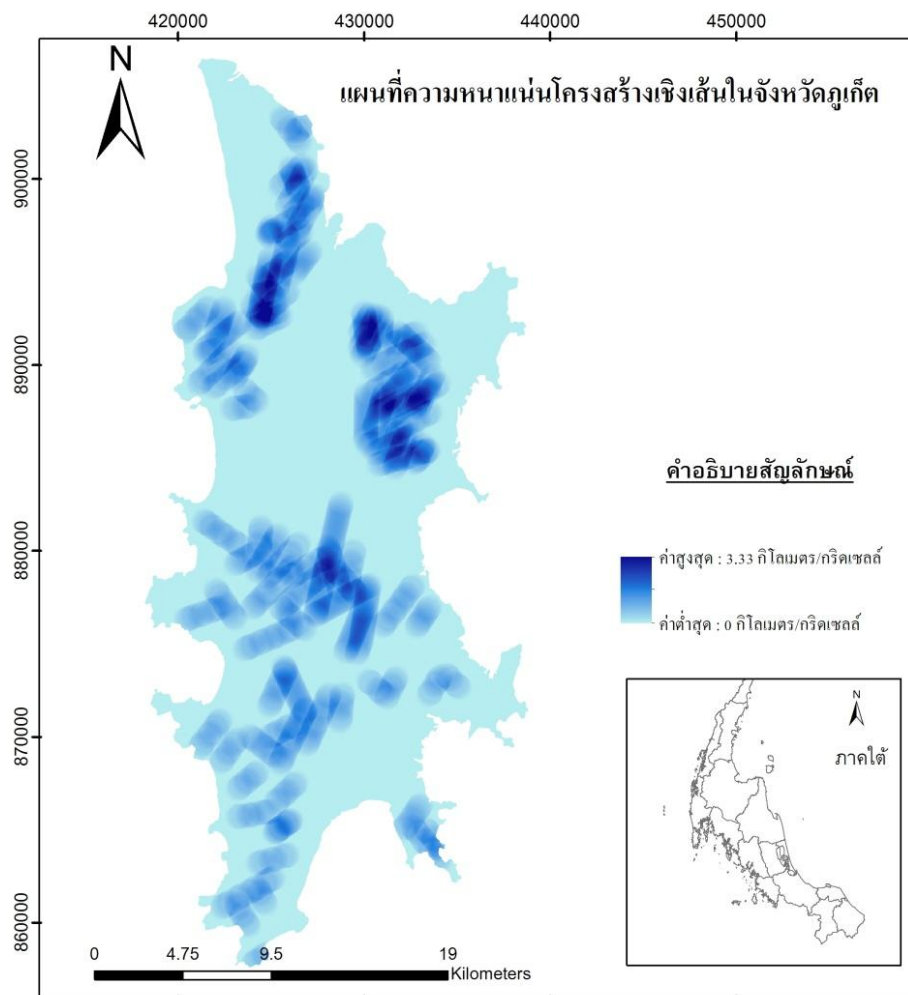 420000 430000 440000 450000
N
แผนที่ความหนาแน่นโครงสร้างเชิงเส้นในจังหวัดภูเก็ต
900000
890000
880000
870000
860000
คำอธิบายสัญลักษณ์
ค่าสูงสุด : 3.33 กิโลเมตร/กริดเซลล์
ค่าต่ำสุด : 0 กิโลเมตร/กริดเซลล์
N
ภาคใต้
0 4.75 9.5 19
Kilometers